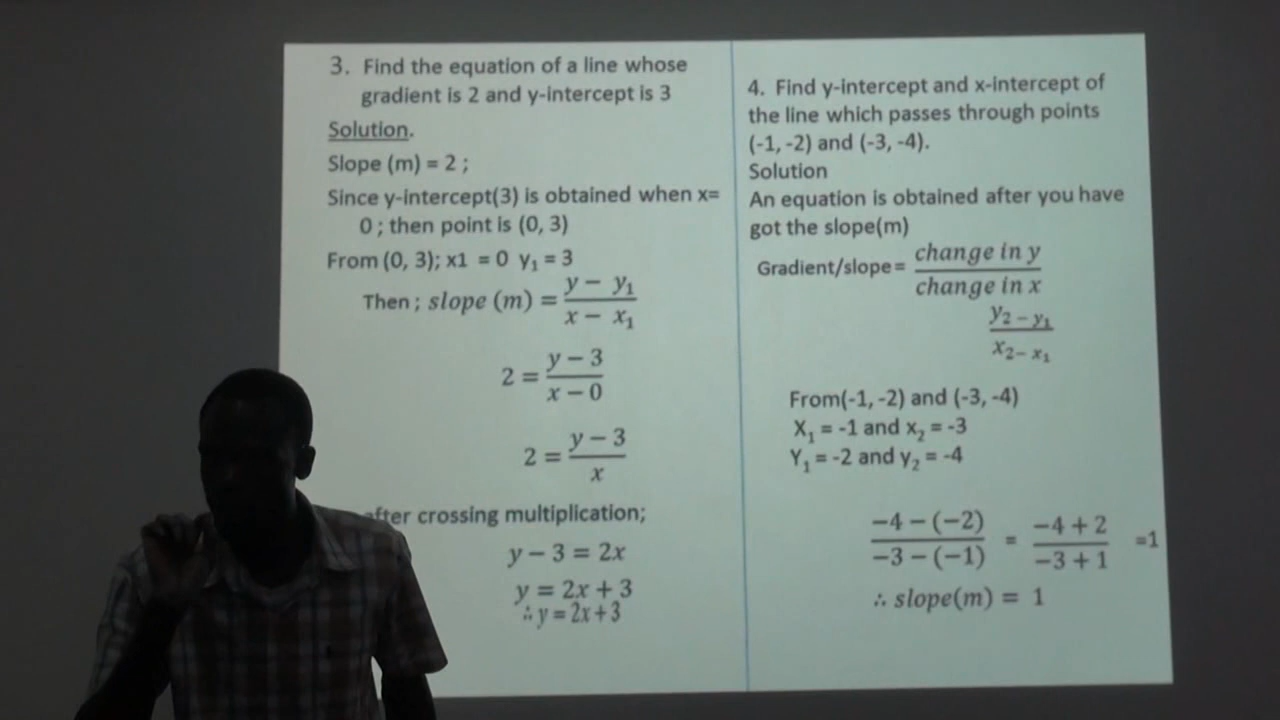 3. Find the equation of a line whose
gradient is 2 and y-intercept is 3
Solution.
Slope (m) = 2 ;
Since y-intercept(3) is obtained when x=
0 ; then point is (0, 3)
From (0, 3); x1 = 0 y₁ = 3
Then ; slope (m) = (y − y₁)/(x − x₁)
2 = (y − 3)/(x − 0)
2 = (y − 3)/x
after crossing multiplication;
y − 3 = 2x
y = 2x + 3
∴ y = 2x + 3
4. Find y-intercept and x-intercept of
the line which passes through points
(-1, -2) and (-3, -4).
Solution
An equation is obtained after you have
got the slope(m)
Gradient/slope = change in y / change in x
(y₂ − y₁)/(x₂ − x₁)
From(-1, -2) and (-3, -4)
X₁ = -1 and x₂ = -3
Y₁ = -2 and y₂ = -4
(−4 − (−2))/(−3 − (−1)) = (−4 + 2)/(−3 + 1) =1
∴ slope(m) = 1